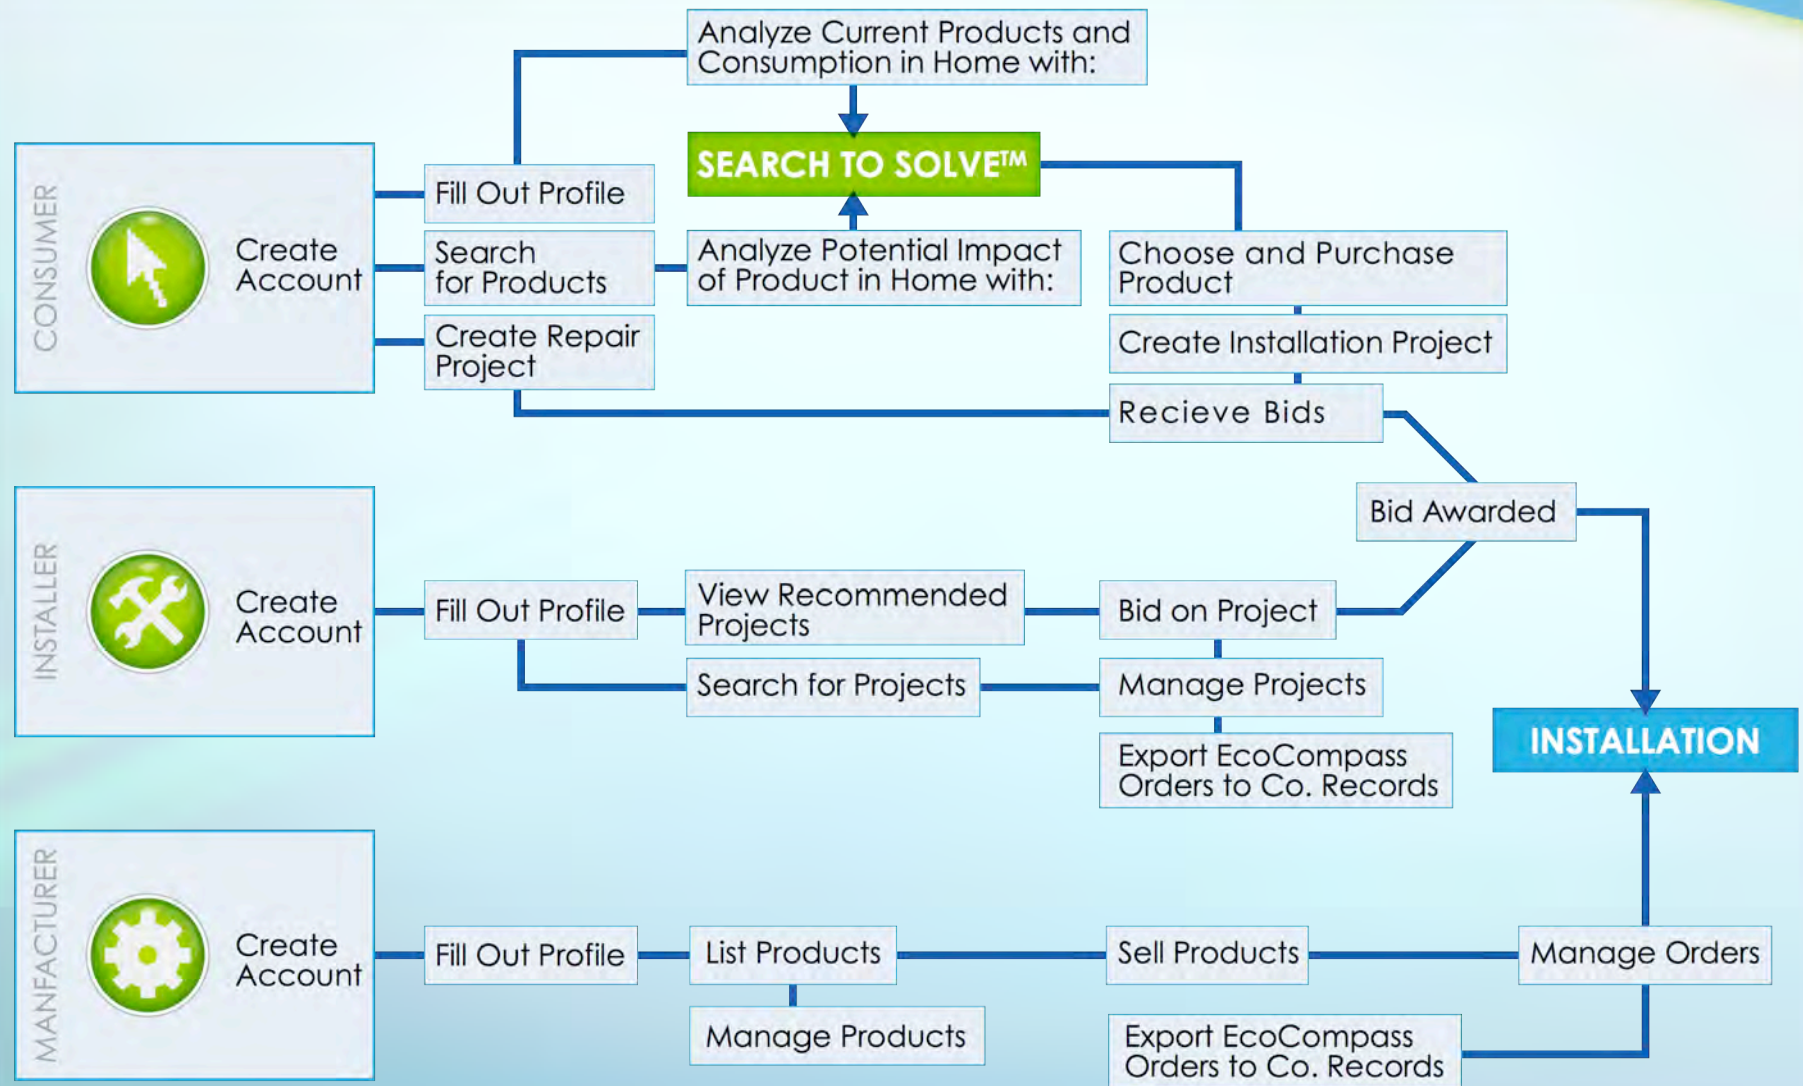 Analyze Current Products and
Consumption in Home with:
SEARCH TO SOLVE™
CONSUMER
Create
Account
Fill Out Profile
Search
for Products
Create Repair
Project
Analyze Potential Impact
of Product in Home with:
Choose and Purchase
Product
Create Installation Project
Recieve Bids
Bid Awarded
INSTALLER
Create
Account
Fill Out Profile
View Recommended
Projects
Bid on Project
Search for Projects
Manage Projects
Export EcoCompass
Orders to Co. Records
INSTALLATION
MANFACTURER
Create
Account
Fill Out Profile
List Products
Sell Products
Manage Orders
Manage Products
Export EcoCompass
Orders to Co. Records